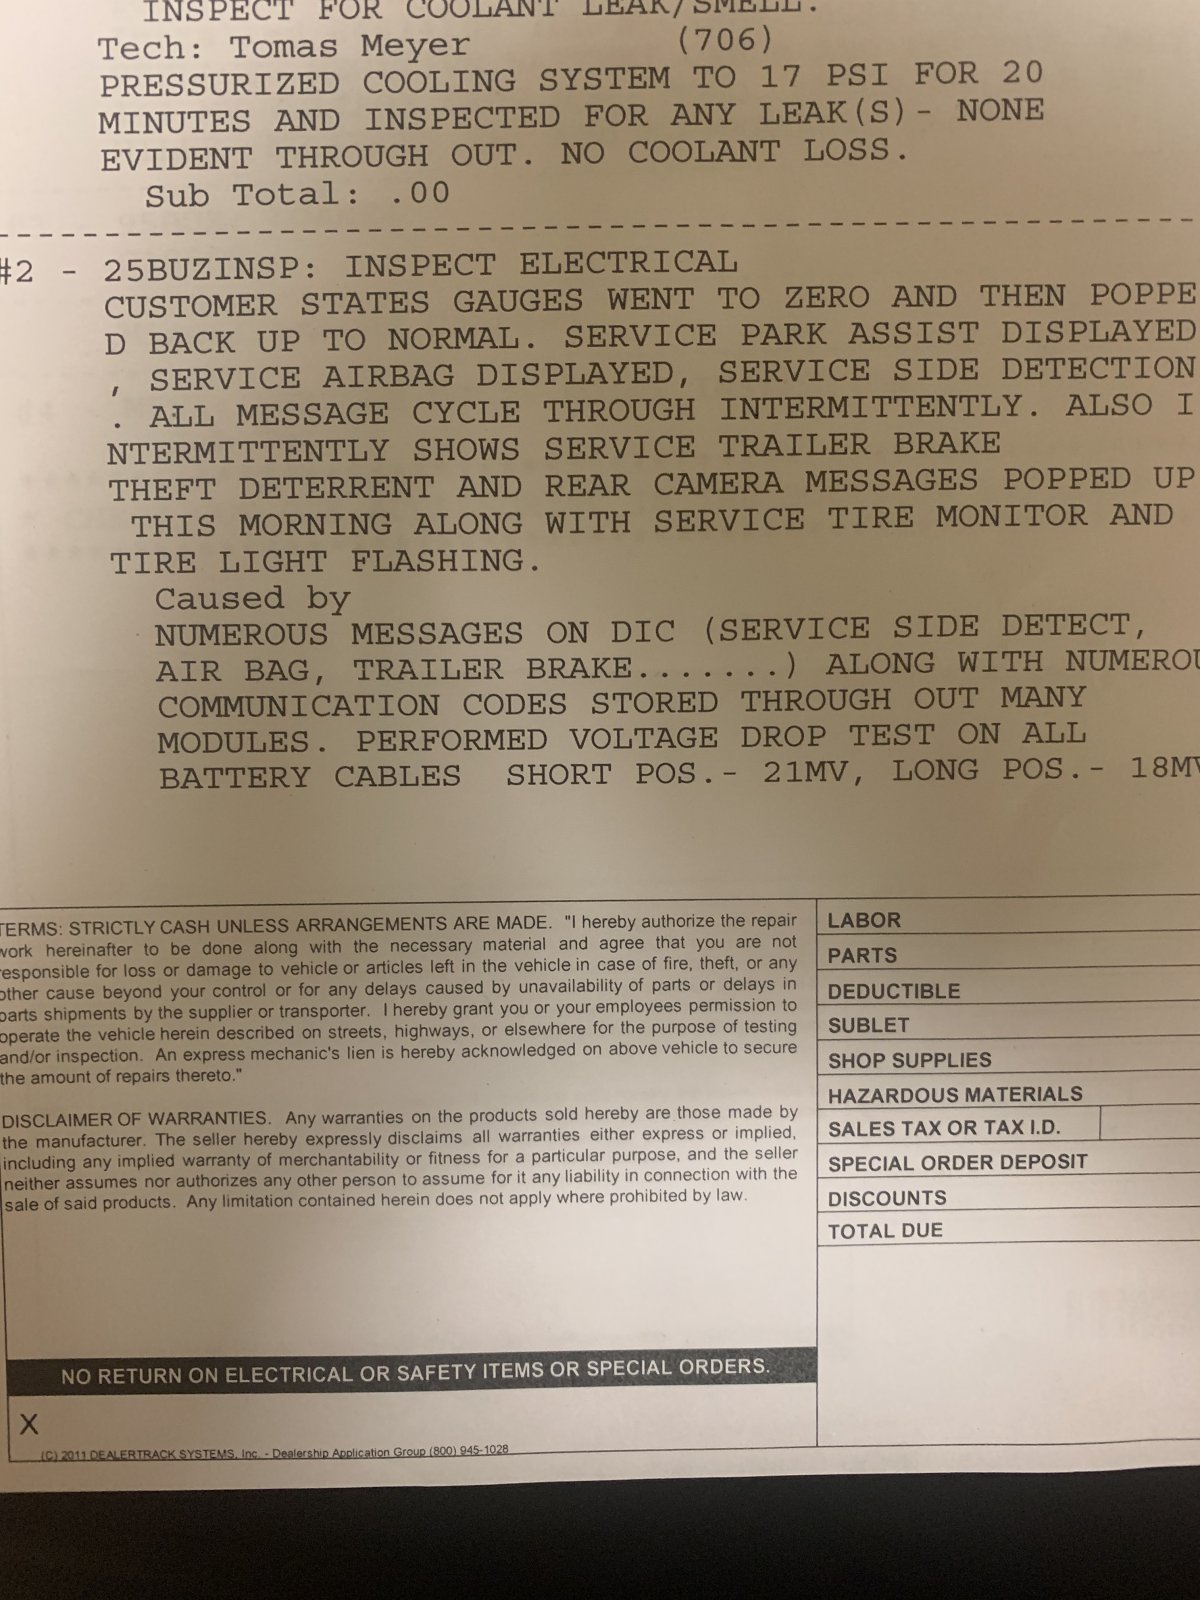 INSPECT FOR COOLANT LEAK/SMELL.
Tech: Tomas Meyer (706)
PRESSURIZED COOLING SYSTEM TO 17 PSI FOR 20
MINUTES AND INSPECTED FOR ANY LEAK(S)- NONE
EVIDENT THROUGH OUT. NO COOLANT LOSS.
Sub Total: .00
#2 - 25BUZINSP: INSPECT ELECTRICAL
CUSTOMER STATES GAUGES WENT TO ZERO AND THEN POPPE
D BACK UP TO NORMAL. SERVICE PARK ASSIST DISPLAYED
, SERVICE AIRBAG DISPLAYED, SERVICE SIDE DETECTION
. ALL MESSAGE CYCLE THROUGH INTERMITTENTLY. ALSO I
NTERMITTENTLY SHOWS SERVICE TRAILER BRAKE
THEFT DETERRENT AND REAR CAMERA MESSAGES POPPED UP
THIS MORNING ALONG WITH SERVICE TIRE MONITOR AND
TIRE LIGHT FLASHING.
Caused by
NUMEROUS MESSAGES ON DIC (SERVICE SIDE DETECT,
AIR BAG, TRAILER BRAKE.......) ALONG WITH NUMEROU
COMMUNICATION CODES STORED THROUGH OUT MANY
MODULES. PERFORMED VOLTAGE DROP TEST ON ALL
BATTERY CABLES SHORT POS.- 21MV, LONG POS.- 18MV
TERMS: STRICTLY CASH UNLESS ARRANGEMENTS ARE MADE. "I hereby authorize the repair
work hereinafter to be done along with the necessary material and agree that you are not
responsible for loss or damage to vehicle or articles left in the vehicle in case of fire, theft, or any
other cause beyond your control or for any delays caused by unavailability of parts or delays in
parts shipments by the supplier or transporter. I hereby grant you or your employees permission to
operate the vehicle herein described on streets, highways, or elsewhere for the purpose of testing
and/or inspection. An express mechanic's lien is hereby acknowledged on above vehicle to secure
the amount of repairs thereto."
DISCLAIMER OF WARRANTIES. Any warranties on the products sold hereby are those made by
the manufacturer. The seller hereby expressly disclaims all warranties either express or implied,
including any implied warranty of merchantability or fitness for a particular purpose, and the seller
neither assumes nor authorizes any other person to assume for it any liability in connection with the
sale of said products. Any limitation contained herein does not apply where prohibited by law.
NO RETURN ON ELECTRICAL OR SAFETY ITEMS OR SPECIAL ORDERS.
X
(C) 2011 DEALERTRACK SYSTEMS, Inc. - Dealership Application Group (800) 945-1028
LABOR
PARTS
DEDUCTIBLE
SUBLET
SHOP SUPPLIES
HAZARDOUS MATERIALS
SALES TAX OR TAX I.D.
SPECIAL ORDER DEPOSIT
DISCOUNTS
TOTAL DUE